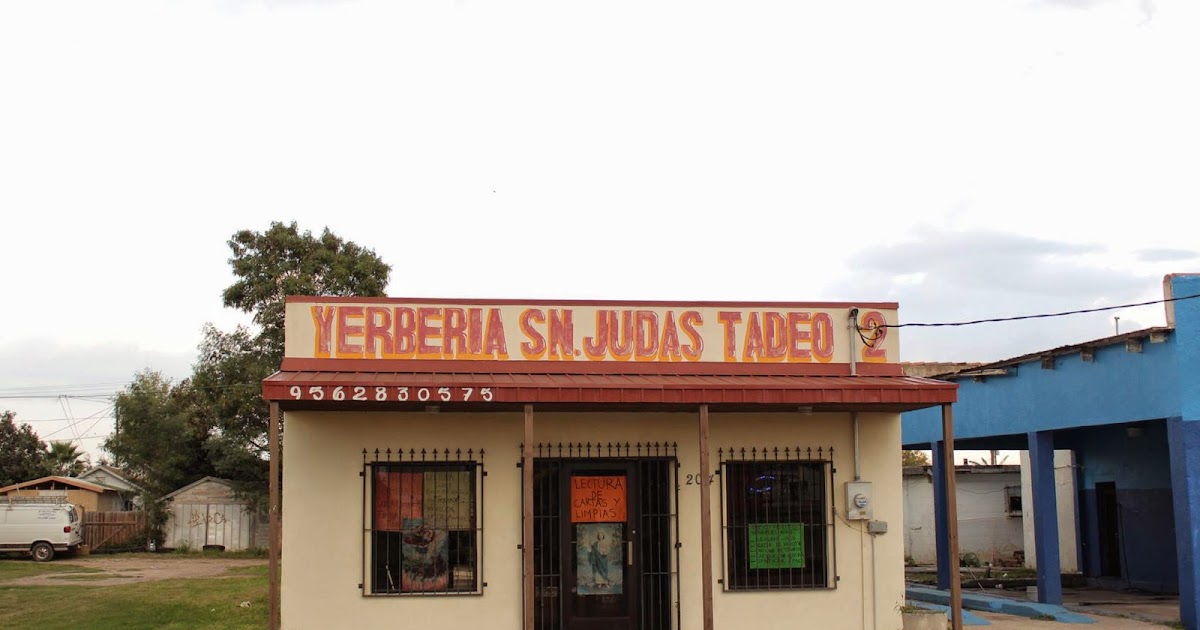 YERBERIA SN. JUDAS TADEO 2
9562830575
LECTURA
DE
CARTAS Y
LIMPIAS